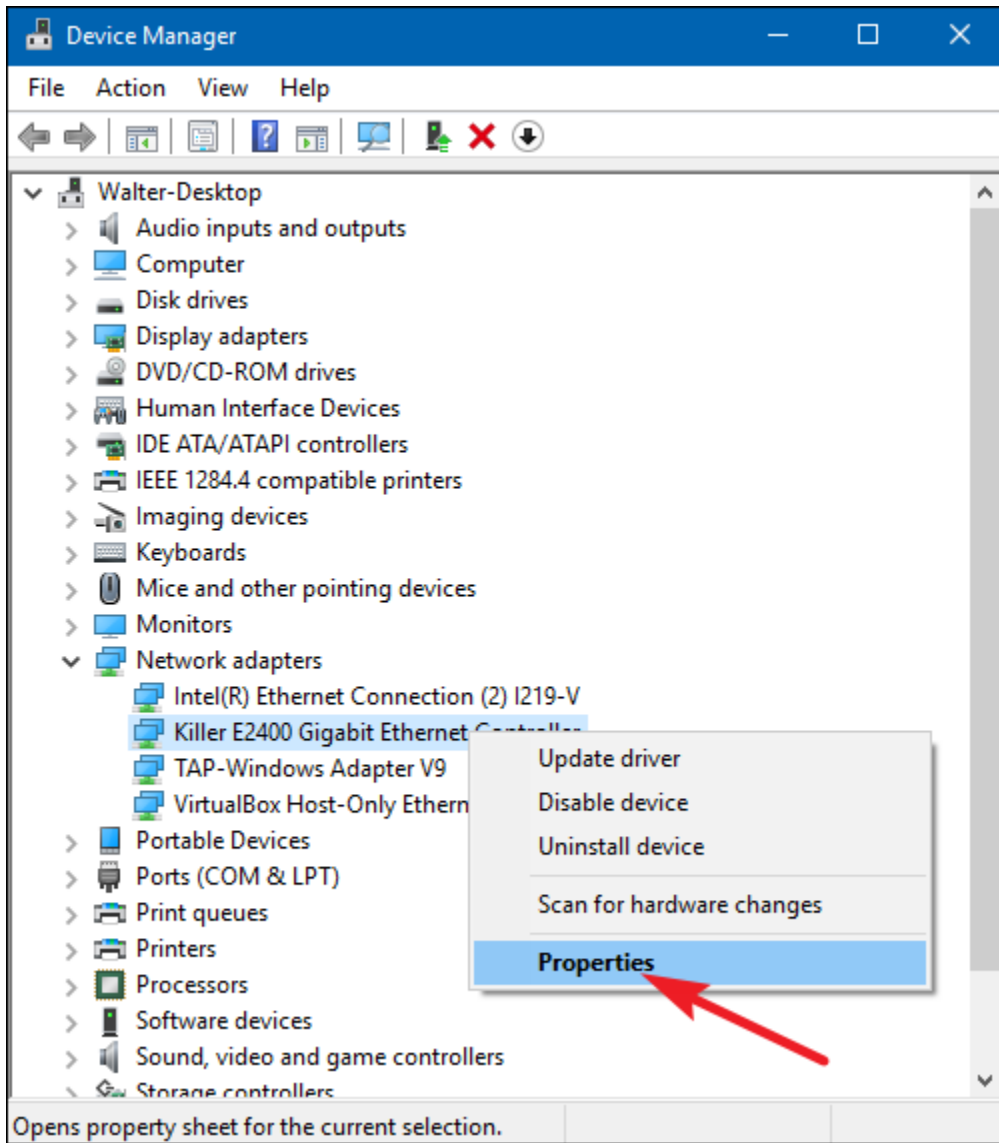 Device Manager
File Action View Help
Walter-Desktop
Audio inputs and outputs
Computer
Disk drives
Display adapters
DVD/CD-ROM drives
Human Interface Devices
IDE ATA/ATAPI controllers
IEEE 1284.4 compatible printers
Imaging devices
Keyboards
Mice and other pointing devices
Monitors
Network adapters
Intel(R) Ethernet Connection (2) I219-V
Killer E2400 Gigabit Ethernet Controller
TAP-Windows Adapter V9
VirtualBox Host-Only Ethern
Portable Devices
Ports (COM & LPT)
Print queues
Printers
Processors
Software devices
Sound, video and game controllers
Storage controllers
Update driver
Disable device
Uninstall device
Scan for hardware changes
Properties
Opens property sheet for the current selection.